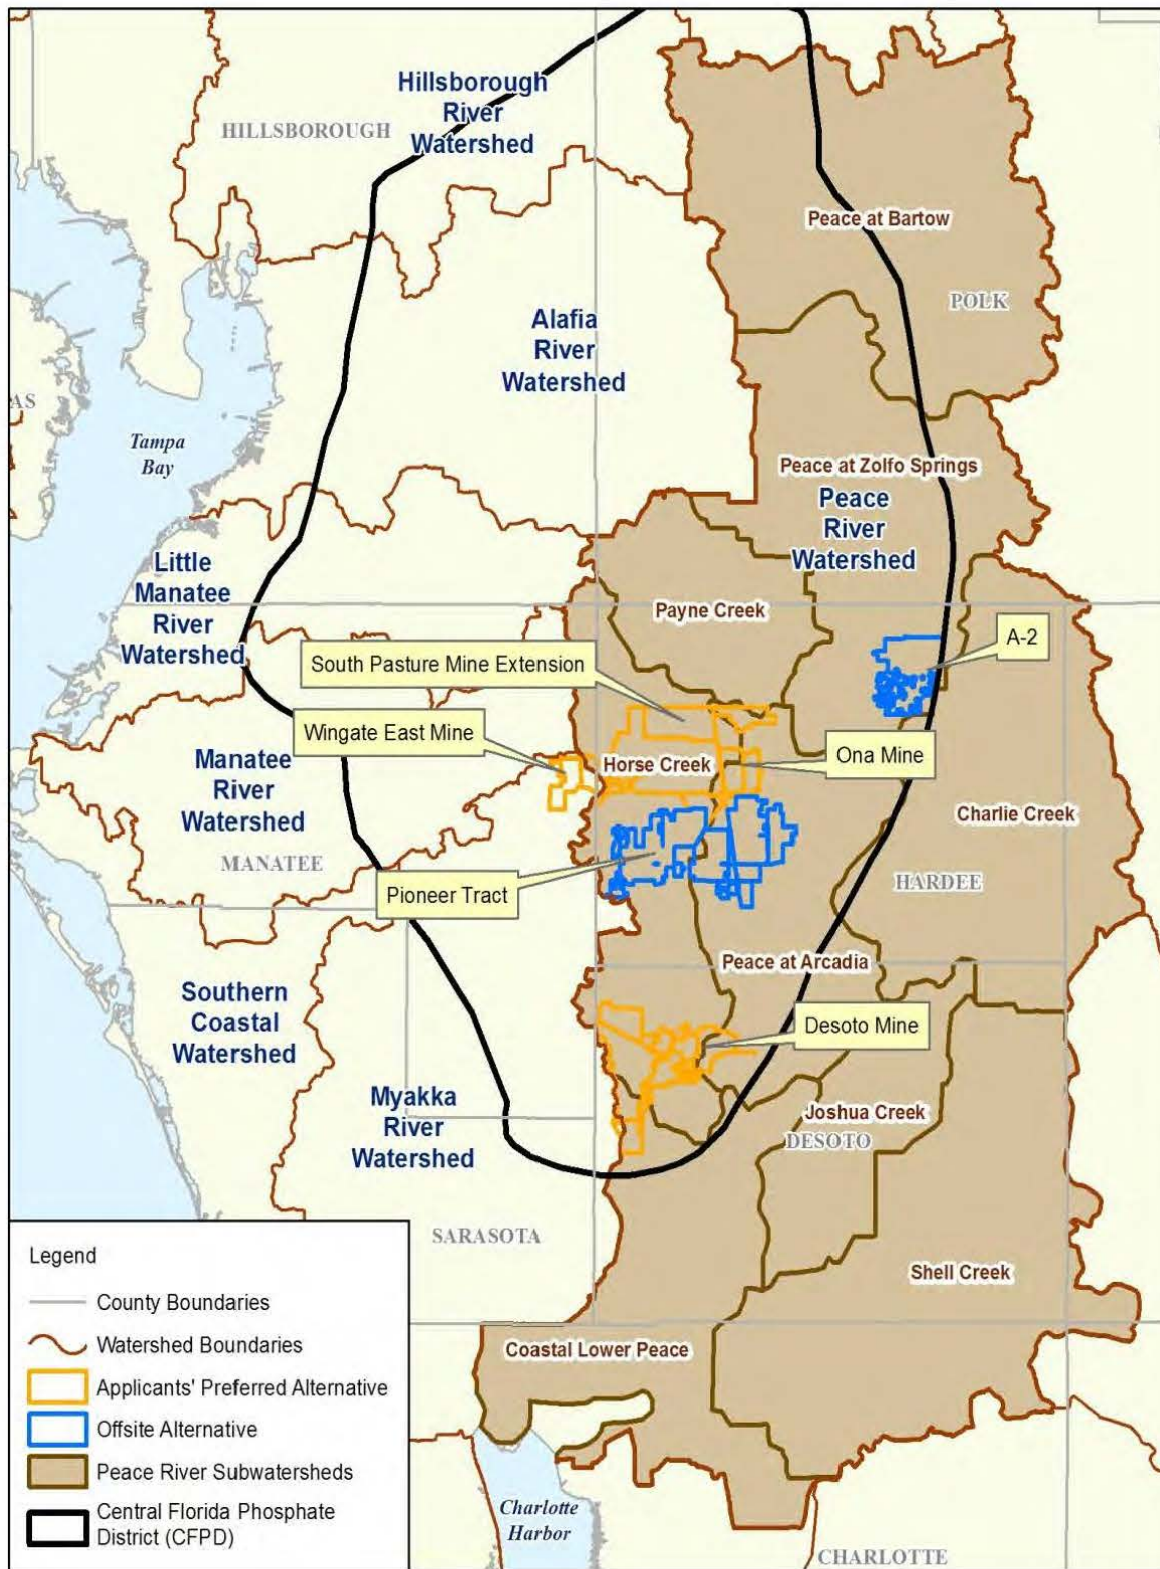 Hillsborough
River
Watershed
HILLSBOROUGH
Peace at Bartow
POLK
Alafia
River
Watershed
AS
Tampa
Bay
Peace at Zolfo Springs
Peace
River
Watershed
Little
Manatee
River
Watershed
Payne Creek
South Pasture Mine Extension
A-2
Wingate East Mine
Horse Creek
Ona Mine
Manatee
River
Watershed
MANATEE
Charlie Creek
HARDEE
Pioneer Tract
Peace at Arcadia
Southern
Coastal
Watershed
Desoto Mine
Myakka
River
Watershed
Joshua Creek
DESOTO
SARASOTA
Shell Creek
Coastal Lower Peace
Charlotte
Harbor
CHARLOTTE
Legend
County Boundaries
Watershed Boundaries
Applicants' Preferred Alternative
Offsite Alternative
Peace River Subwatersheds
Central Florida Phosphate
District (CFPD)